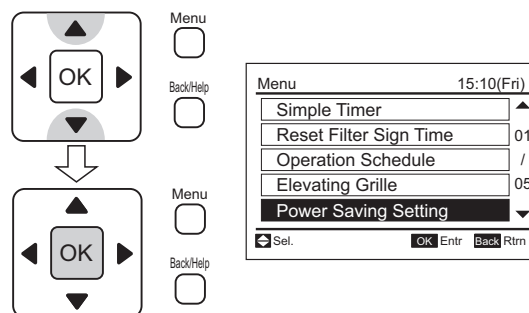 Menu
OK
Back/Help
Menu
OK
Back/Help
Menu 15:10(Fri)
Simple Timer
Reset Filter Sign Time 01
Operation Schedule /
Elevating Grille 05
Power Saving Setting
Sel. OK Entr Back Rtrn